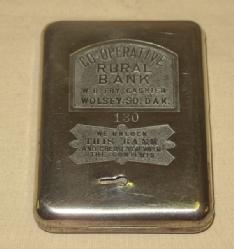 CO-OPERATIVE
RURAL
BANK
W.H. FRY CASHIER
WOLSEY, SO. DAK.
130
WE UNLOCK
THIS BANK
AND CREDIT YOU WITH
THE CONTENTS